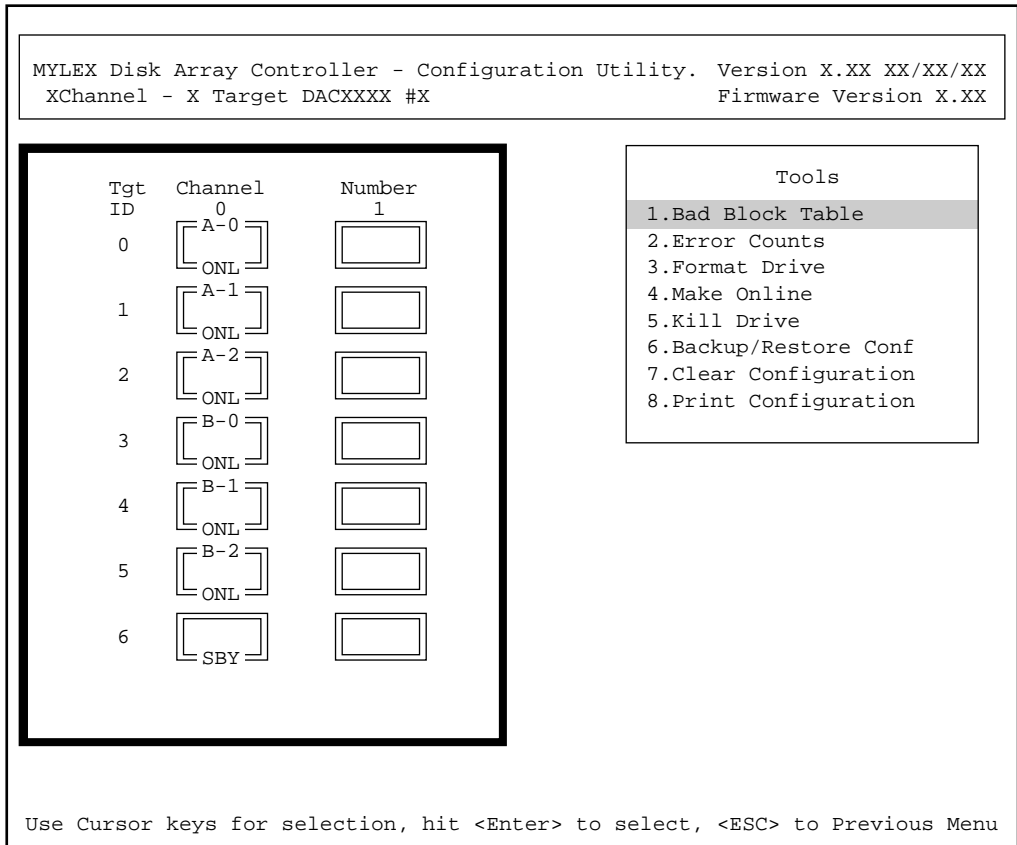 MYLEX Disk Array Controller - Configuration Utility. Version X.XX XX/XX/XX
XChannel - X Target DACXXXX #X Firmware Version X.XX
Tgt Channel Number
ID 0 1
A-0
0
ONL
A-1
1
ONL
A-2
2
ONL
B-0
3
ONL
B-1
4
ONL
B-2
5
ONL
6
SBY
Tools
1.Bad Block Table
2.Error Counts
3.Format Drive
4.Make Online
5.Kill Drive
6.Backup/Restore Conf
7.Clear Configuration
8.Print Configuration
Use Cursor keys for selection, hit <Enter> to select, <ESC> to Previous Menu